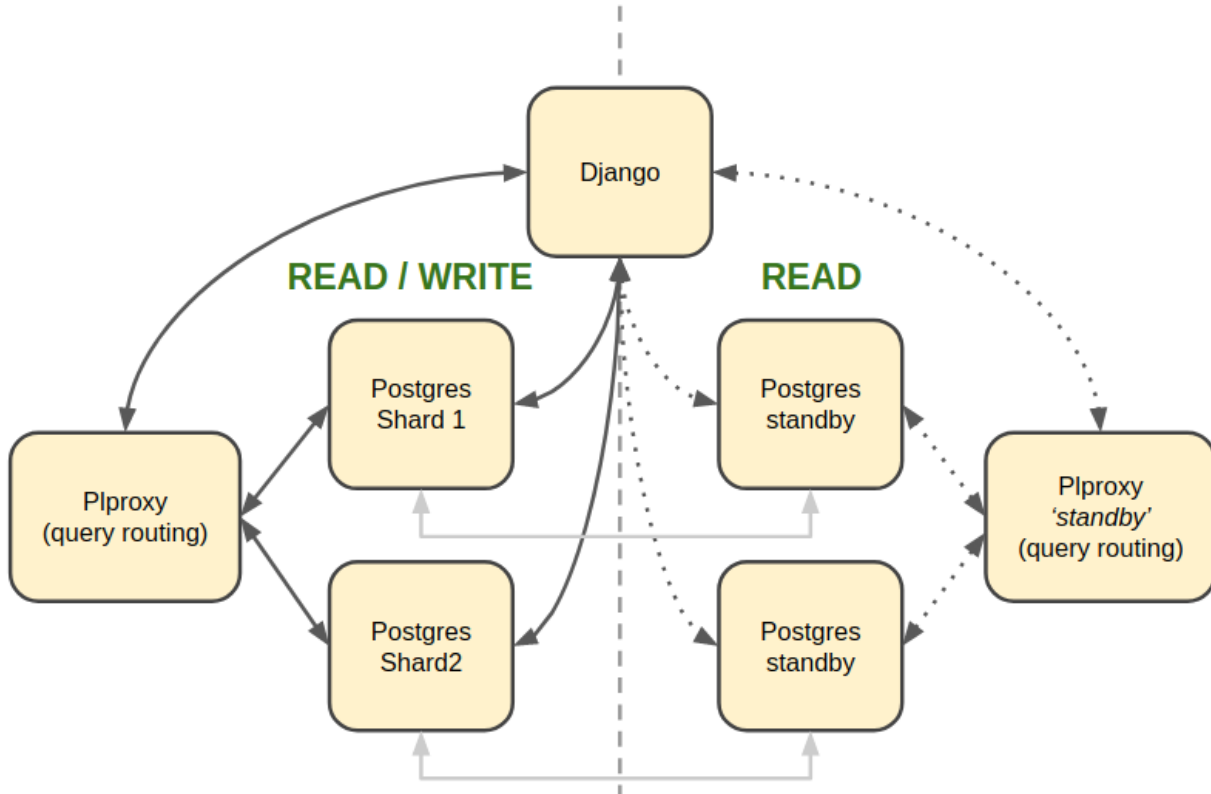 Django
READ / WRITE
READ
Postgres
Shard 1
Postgres
standby
Plproxy
(query routing)
Plproxy
‘standby’
(query routing)
Postgres
Shard2
Postgres
standby